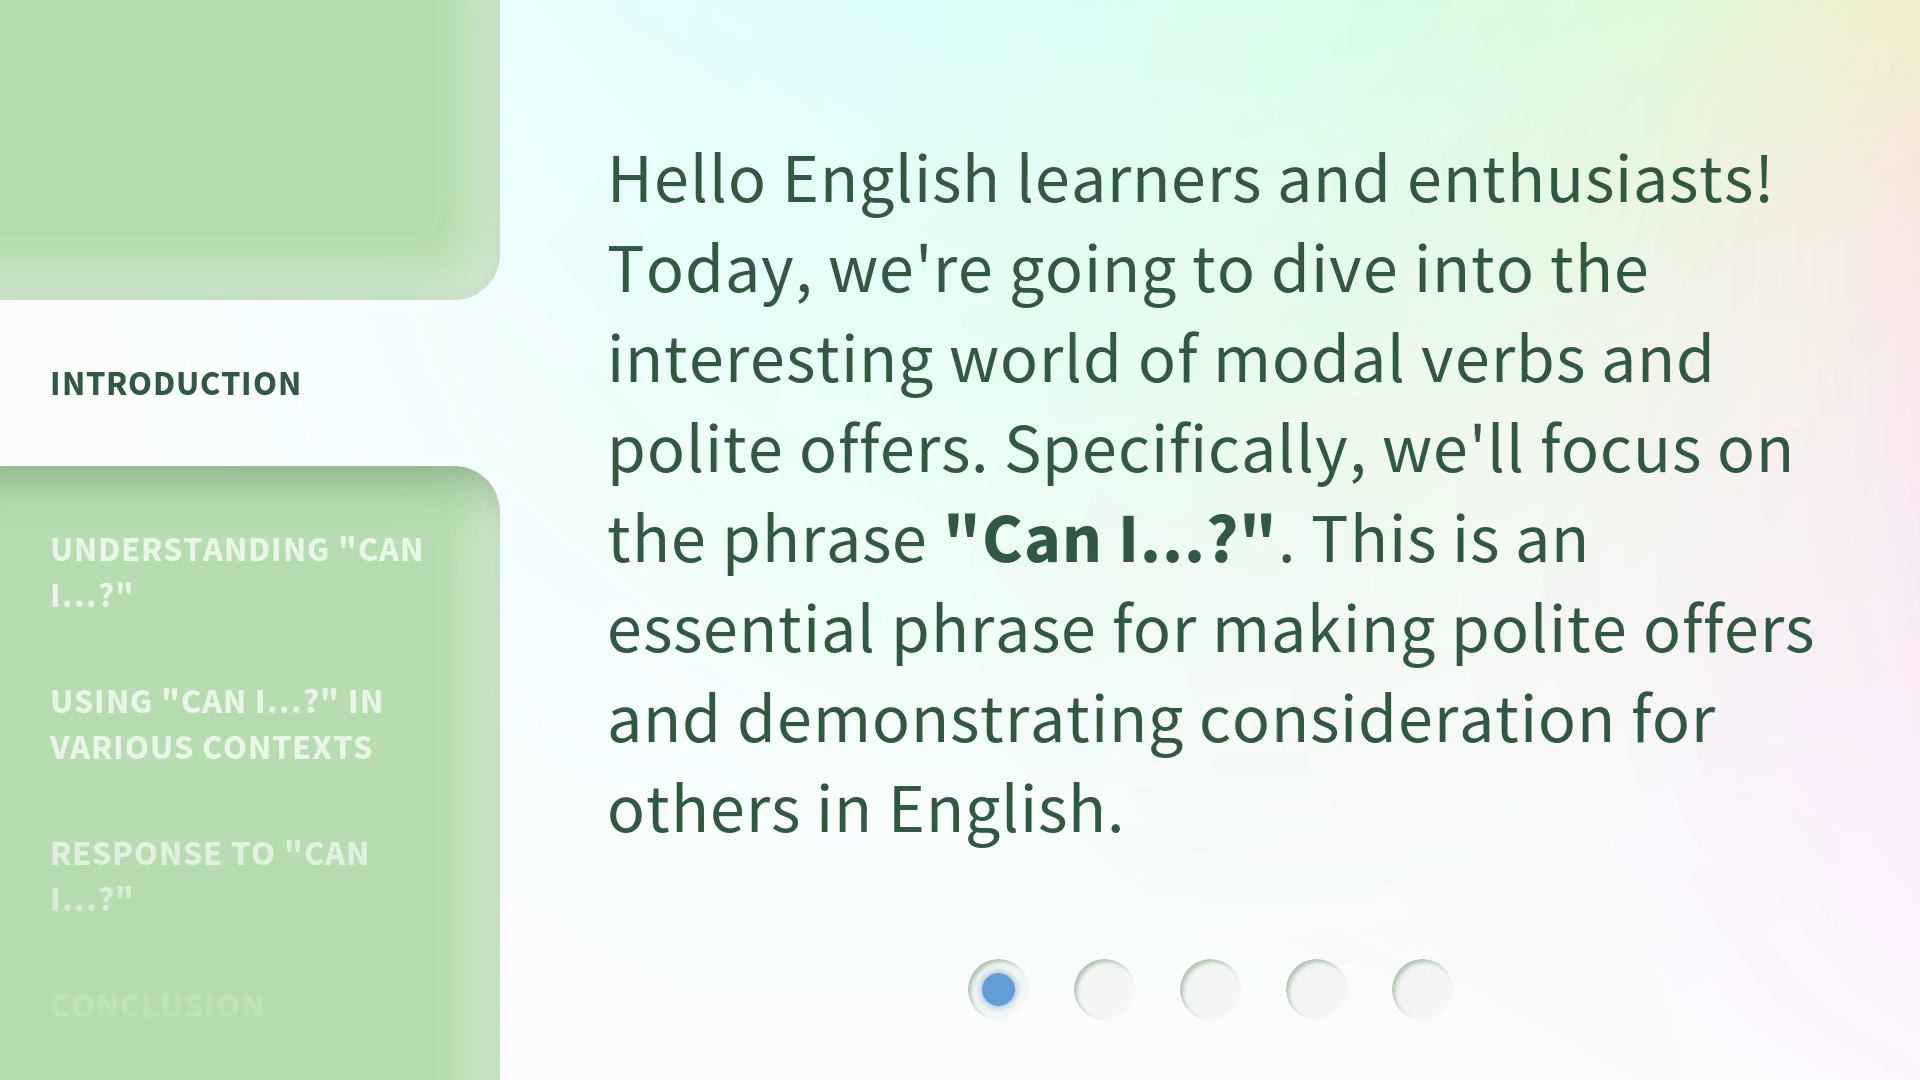 INTRODUCTION
UNDERSTANDING "CAN
I...?"
USING "CAN I...?" IN
VARIOUS CONTEXTS
RESPONSE TO "CAN
I...?"
CONCLUSION
Hello English learners and enthusiasts!
Today, we're going to dive into the
interesting world of modal verbs and
polite offers. Specifically, we'll focus on
the phrase "Can I...?". This is an
essential phrase for making polite offers
and demonstrating consideration for
others in English.